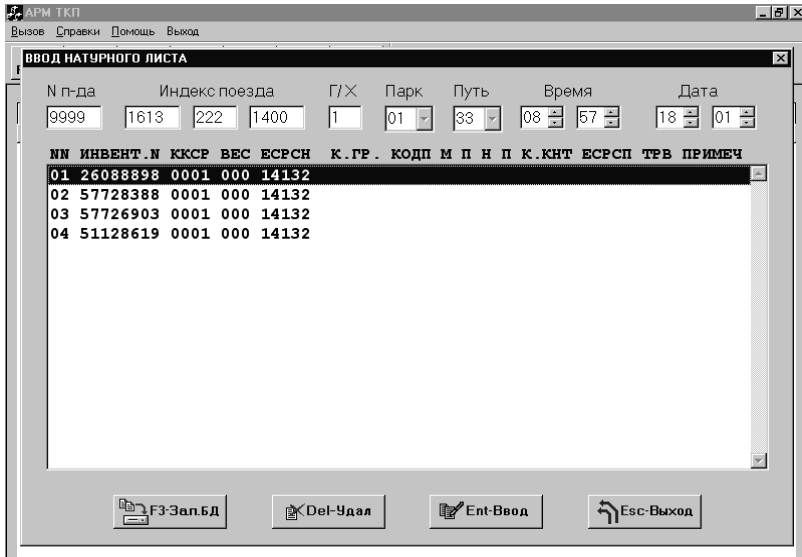 АРМ ТКП
Вызов Справки Помощь Выход
ВВОД НАТУРНОГО ЛИСТА
N п-да Индекс поезда Г/Х Парк Путь Время Дата
9999 1613 222 1400 1 01 33 08 57 18 01
NN ИНВЕНТ.N ККСР ВЕС ЕСРСН К.ГР. КОДП М П Н П К.КНТ ЕСРСП ТРВ ПРИМЕЧ
01 26088898 0001 000 14132
02 57728388 0001 000 14132
03 57726903 0001 000 14132
04 51128619 0001 000 14132
F3-Зап.БД Del-Удал Ent-Ввод Esc-Выход